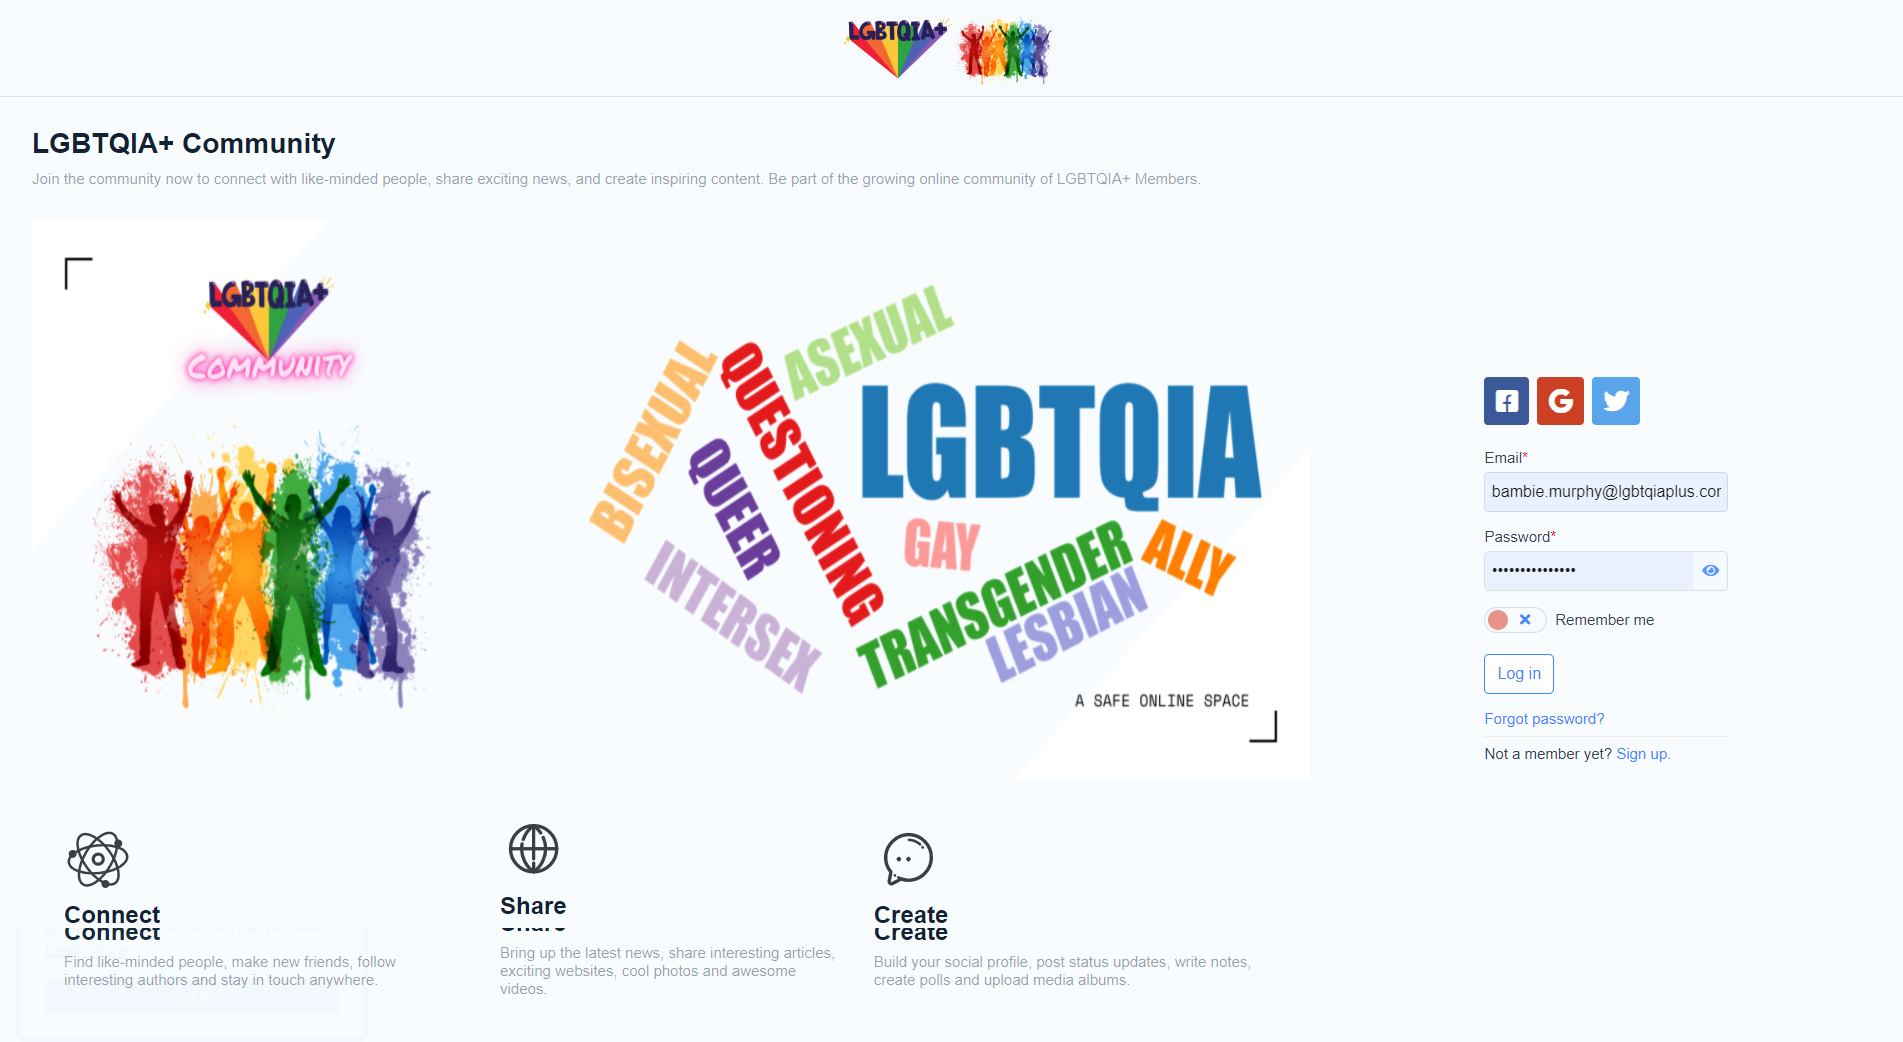 LGBTQIA+
LGBTQIA+ Community
Join the community now to connect with like-minded people, share exciting news, and create inspiring content. Be part of the growing online community of LGBTQIA+ Members.
LGBTQIA+
COMMUNITY
ASEXUAL
BISEXUAL
QUESTIONING
LGBTQIA
QUEER
GAY
ALLY
INTERSEX
TRANSGENDER
LESBIAN
A SAFE ONLINE SPACE
Email*
bambie.murphy@lgbtqiaplus.cor
Password*
Remember me
Log in
Forgot password?
Not a member yet? Sign up.
Connect
Connect
Find like-minded people, make new friends, follow
interesting authors and stay in touch anywhere.
Share
Share
Bring up the latest news, share interesting articles,
exciting websites, cool photos and awesome
videos.
Create
Create
Build your social profile, post status updates, write notes,
create polls and upload media albums.